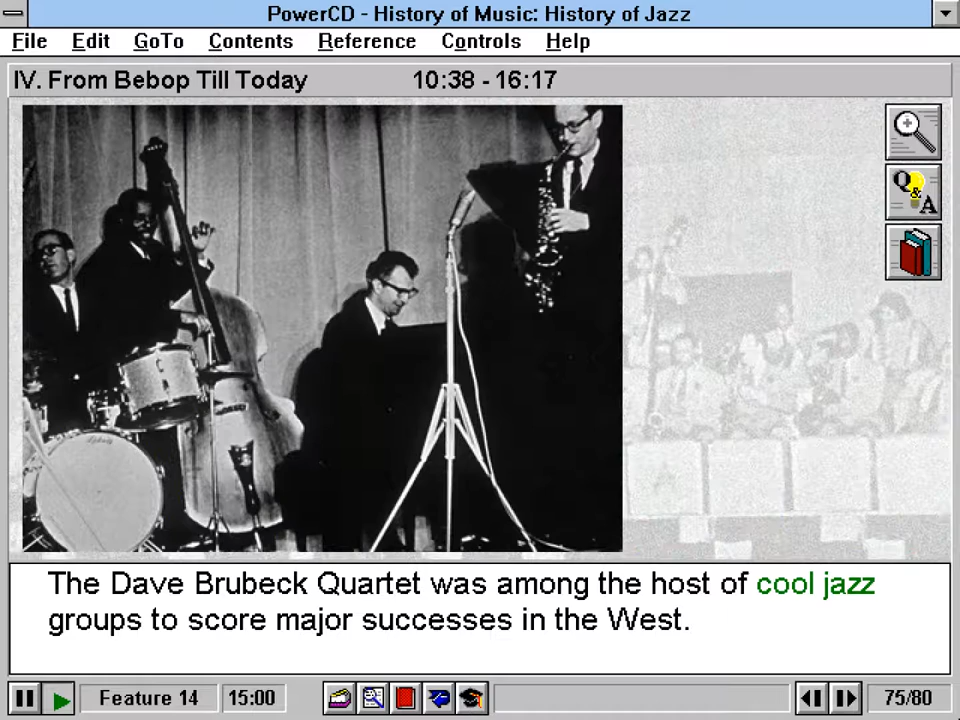 PowerCD - History of Music: History of Jazz
File Edit GoTo Contents Reference Controls Help
IV. From Bebop Till Today 10:38 - 16:17
Q&A
The Dave Brubeck Quartet was among the host of cool jazz
groups to score major successes in the West.
Feature 14 15:00 75/80